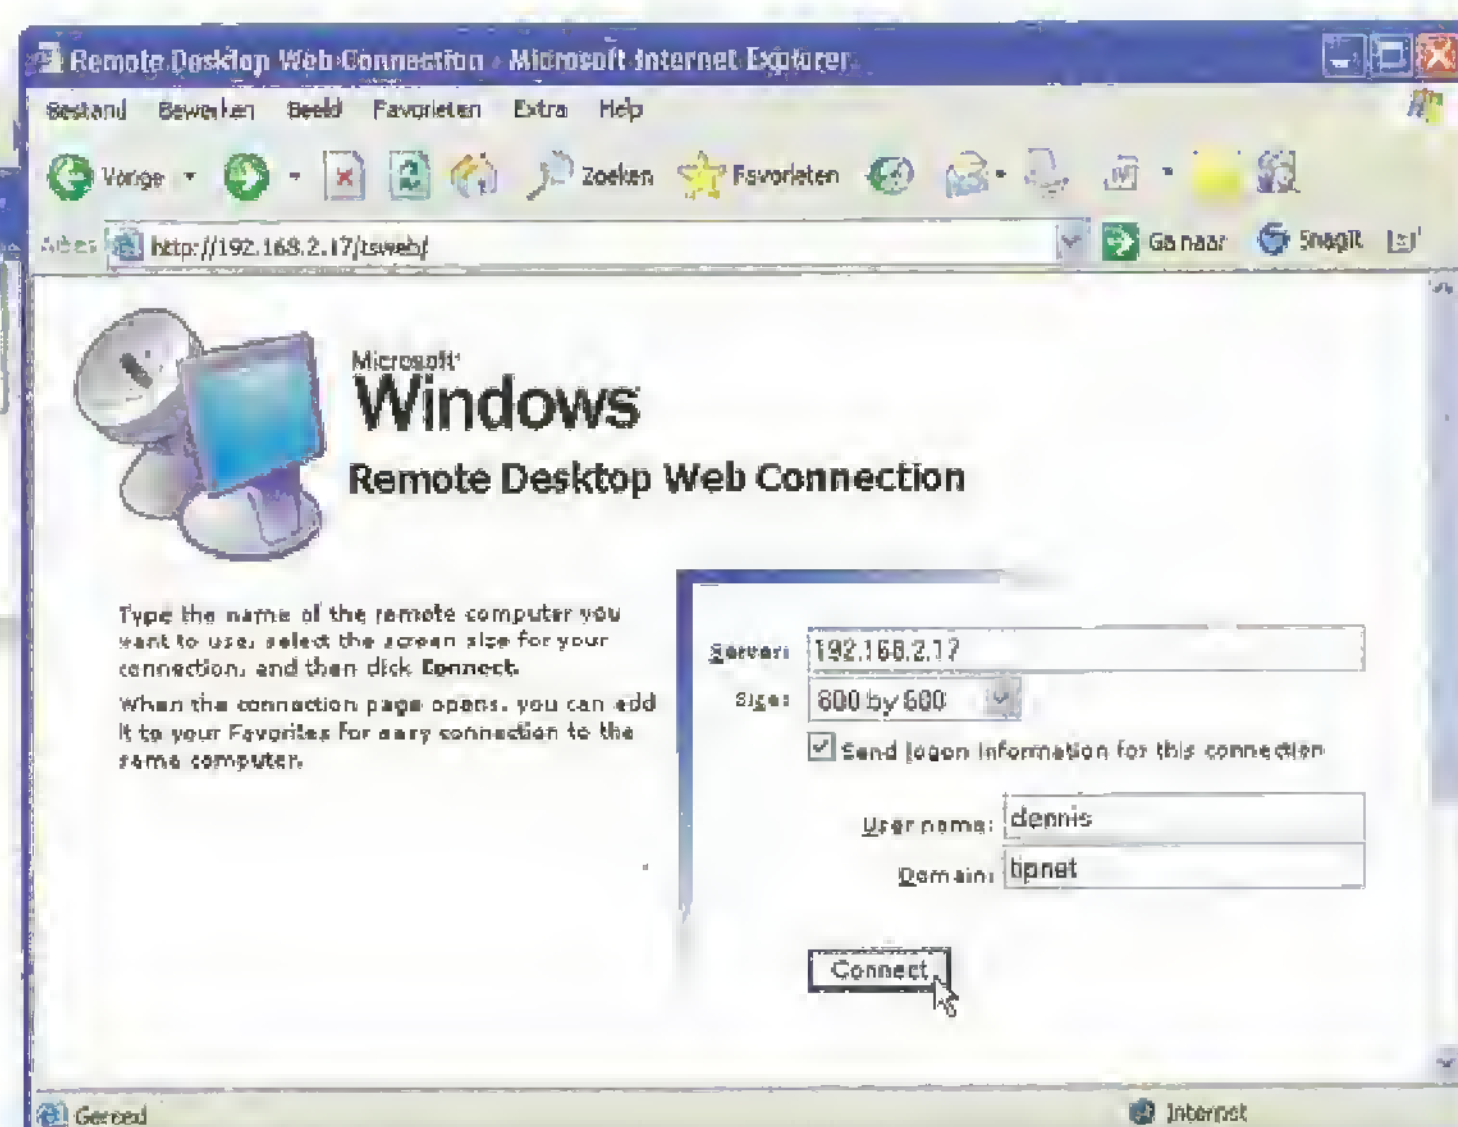 Remote Desktop Web Connection - Microsoft Internet Explorer
Bestand Bewerken Beeld Favorieten Extra Help
Vorige Zoeken Favorieten
Adres http://192.168.2.17/tsweb/ Ga naar SnagIt
Microsoft
Windows
Remote Desktop Web Connection
Type the name of the remote computer you
want to use, select the screen size for your
connection, and then click Connect.
When the connection page opens, you can add
it to your Favorites for easy connection to the
same computer.
Server: 192.168.2.17
Size: 800 by 600
Send logon information for this connection
User name: dennis
Domain: tipnet
Connect
Gereed Internet